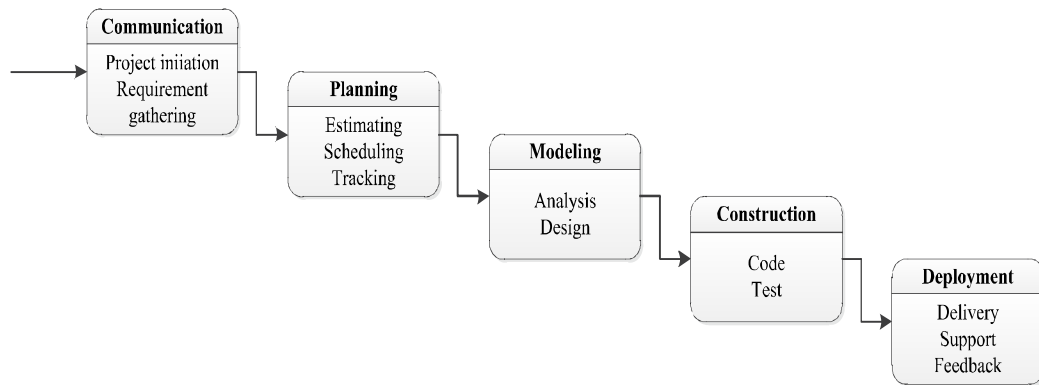 Communication
Project iniiation
Requirement
gathering
Planning
Estimating
Scheduling
Tracking
Modeling
Analysis
Design
Construction
Code
Test
Deployment
Delivery
Support
Feedback